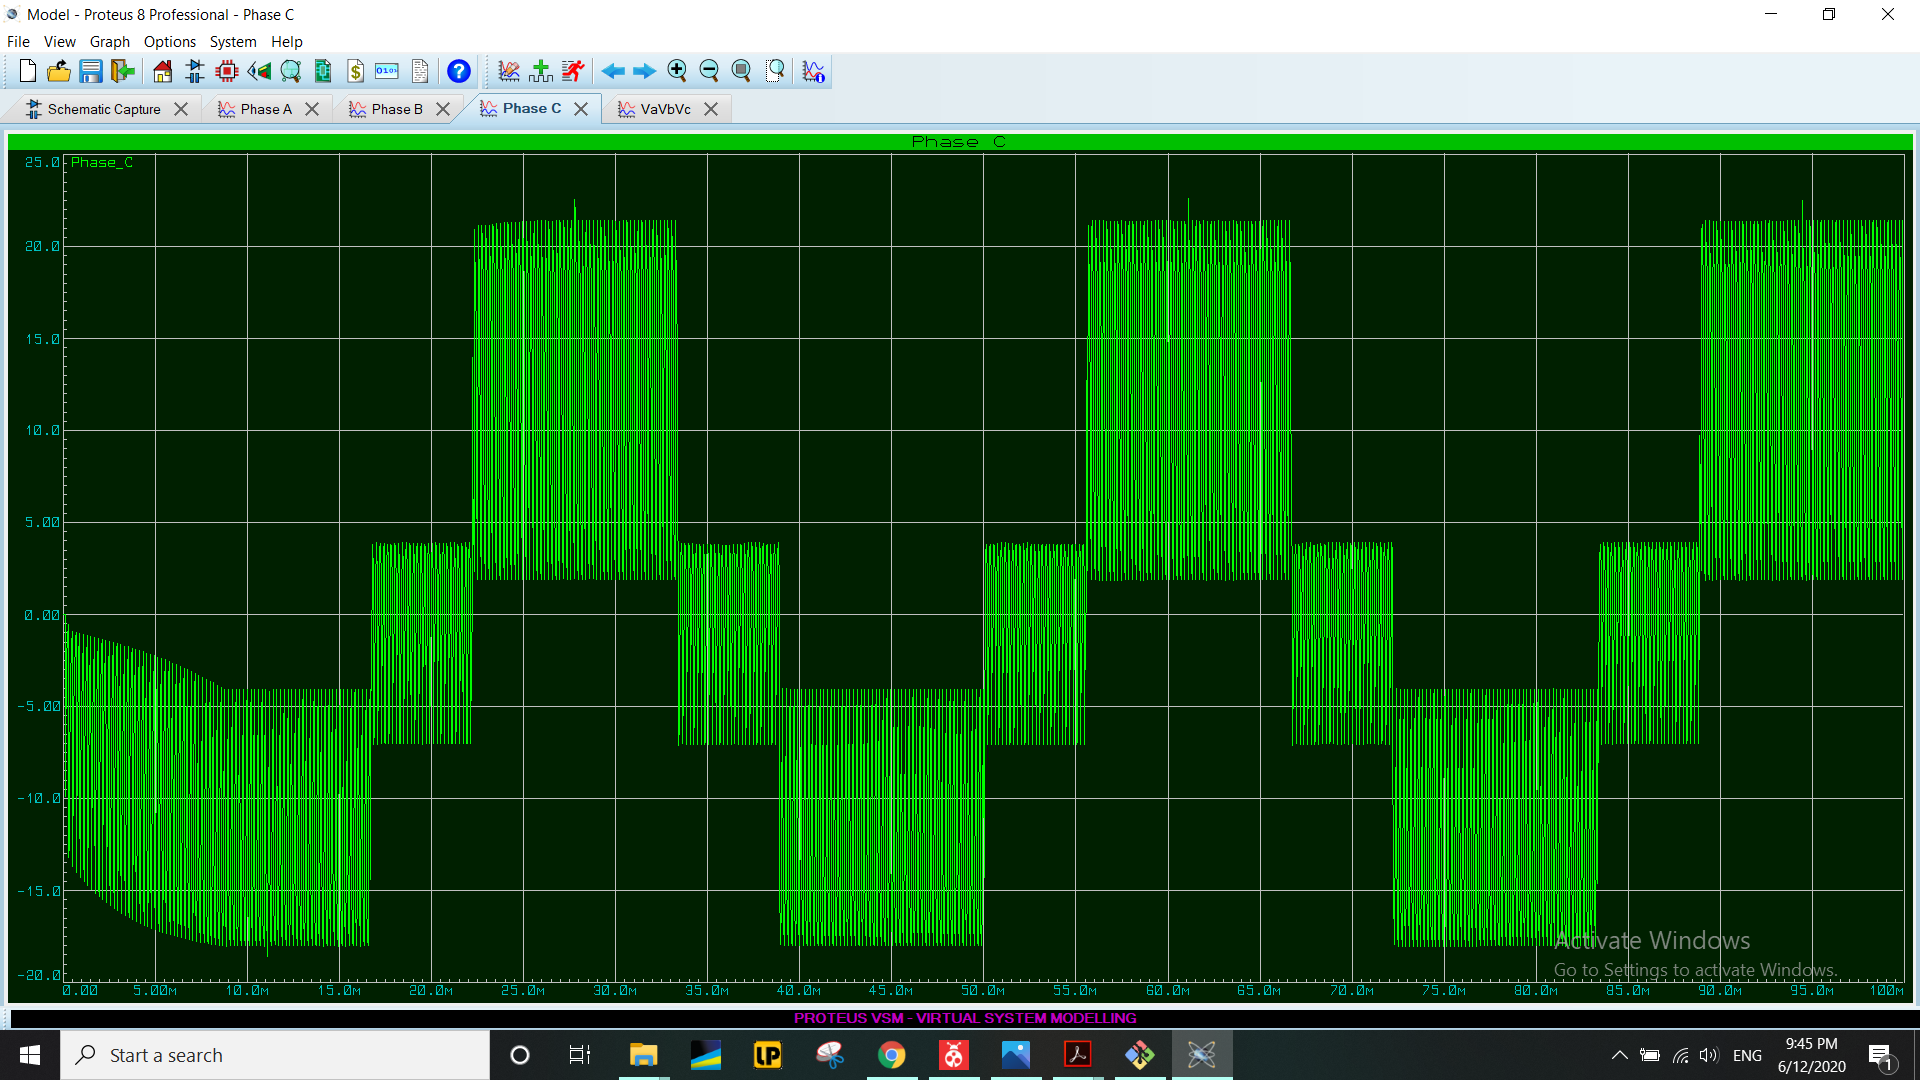 Model - Proteus 8 Professional - Phase C
File View Graph Options System Help
Schematic Capture Phase A Phase B Phase C VaVbVc
Phase C
Phase_C
25.0
20.0
15.0
10.0
5.00
0.00
-5.00
-10.0
-15.0
-20.0
0.00 5.00m 10.0m 15.0m 20.0m 25.0m 30.0m 35.0m 40.0m 45.0m 50.0m 55.0m 60.0m 65.0m 70.0m 75.0m 80.0m 85.0m 90.0m 95.0m 100m
Activate Windows
Go to Settings to activate Windows.
PROTEUS VSM - VIRTUAL SYSTEM MODELLING
Start a search
LP
ENG
9:45 PM
6/12/2020
1